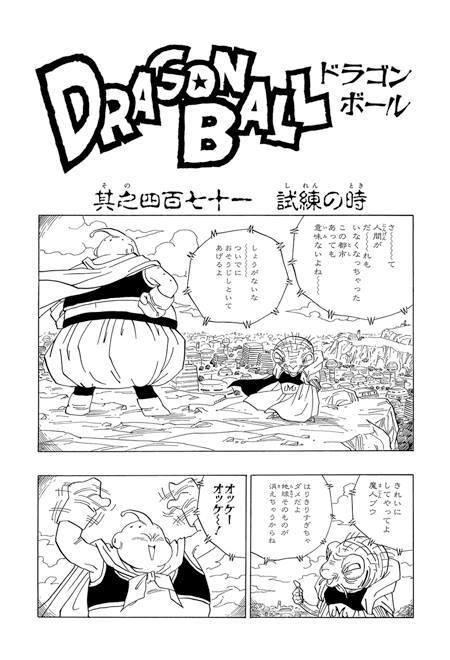 DRAGON
BALL
ドラゴン
ボール
其之四百七十一 試練の時
さ〜〜〜て
人間が
だ〜〜れも
いなくなっちゃった
この都市
あっても
意味ないよね〜
しょうがないな
ついでに
おそうじしといて
あげるよ
きれいに
してやってよ
魔人ブウ
はりきりすぎちゃ
ダメだよ
地球そのものが
消えちゃうからね
オッケー
オッケ〜！